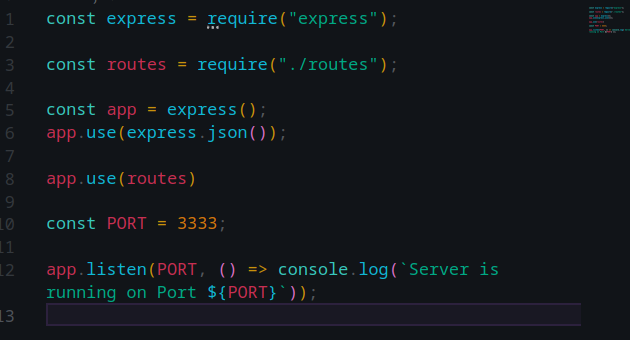 1 const express = require("express");
2
3 const routes = require("./routes");
4
5 const app = express();
6 app.use(express.json());
7
8 app.use(routes)
9
10 const PORT = 3333;
11
12 app.listen(PORT, () => console.log(`Server is
running on Port ${PORT}`));
13